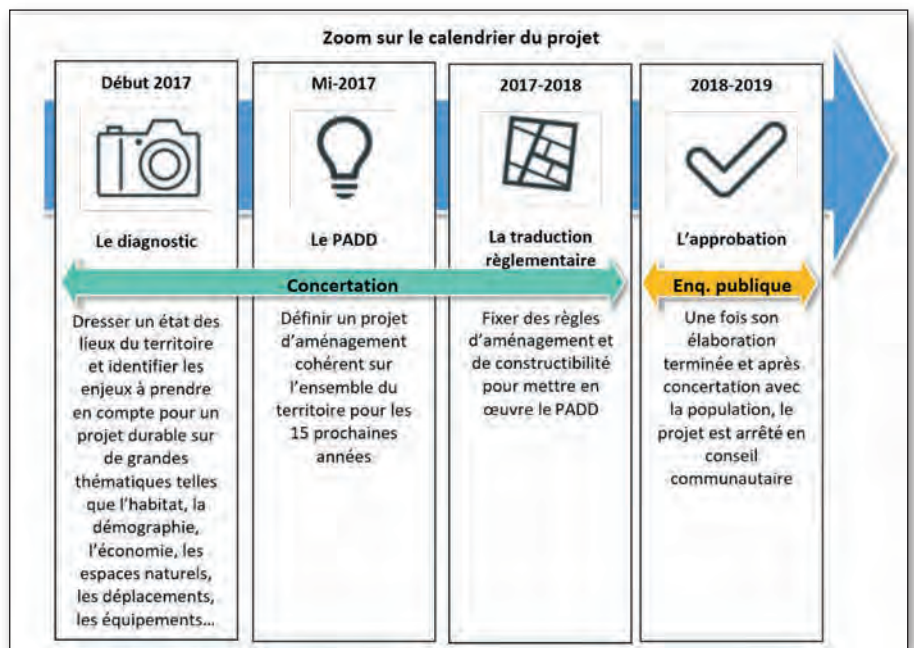 Zoom sur le calendrier du projet
Début 2017
Le diagnostic
Mi-2017
Le PADD
2017-2018
La traduction
règlementaire
2018-2019
L'approbation
Concertation
Enq. publique
Dresser un état des
lieux du territoire
et identifier les
enjeux à prendre
en compte pour un
projet durable sur
de grandes
thématiques telles
que l'habitat, la
démographie,
l'économie, les
espaces naturels,
les déplacements,
les équipements...
Définir un projet
d'aménagement
cohérent sur
l'ensemble du
territoire pour les
15 prochaines
années
Fixer des règles
d'aménagement et
de constructibilité
pour mettre en
œuvre le PADD
Une fois son
élaboration
terminée et après
concertation avec
la population, le
projet est arrêté en
conseil
communautaire